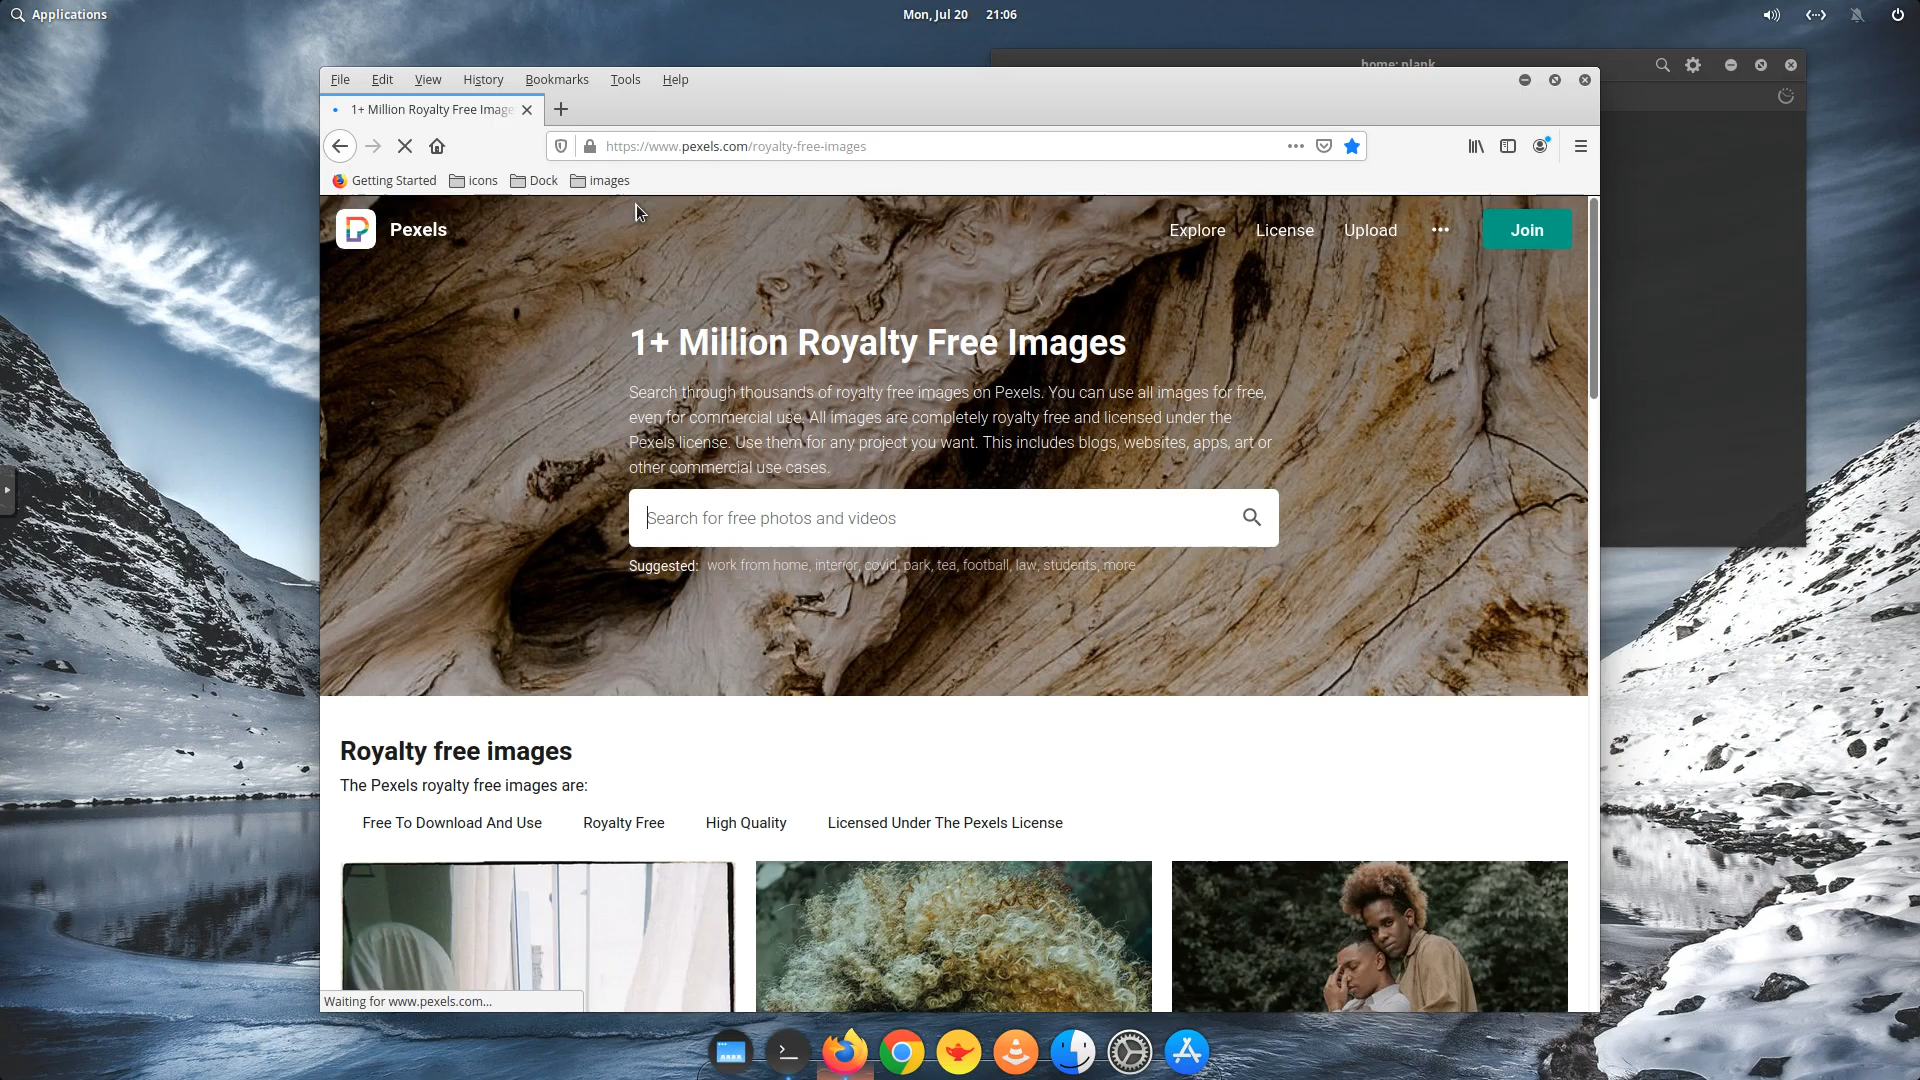 Applications
Mon, Jul 20 21:06
home: plank
File Edit View History Bookmarks Tools Help
1+ Million Royalty Free Image
https://www.pexels.com/royalty-free-images
Getting Started icons Dock images
Pexels
Explore License Upload Join
1+ Million Royalty Free Images
Search through thousands of royalty free images on Pexels. You can use all images for free,
even for commercial use. All images are completely royalty free and licensed under the
Pexels license. Use them for any project you want. This includes blogs, websites, apps, art or
other commercial use cases.
Search for free photos and videos
Suggested: work from home, interior, covid, park, tea, football, law, students, more
Royalty free images
The Pexels royalty free images are:
Free To Download And Use Royalty Free High Quality Licensed Under The Pexels License
Waiting for www.pexels.com...